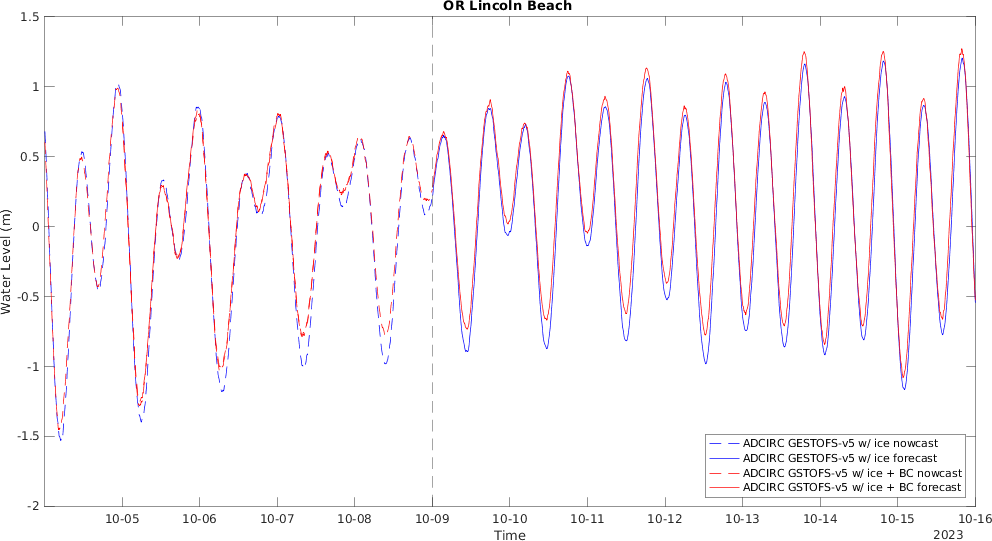 OR Lincoln Beach
1.5
1
0.5
0
-0.5
-1
-1.5
-2
Water Level (m)
10-05 10-06 10-07 10-08 10-09 10-10 10-11 10-12 10-13 10-14 10-15 10-16
Time
2023
ADCIRC GESTOFS-v5 w/ ice nowcast
ADCIRC GESTOFS-v5 w/ ice forecast
ADCIRC GSTOFS-v5 w/ ice + BC nowcast
ADCIRC GSTOFS-v5 w/ ice + BC forecast